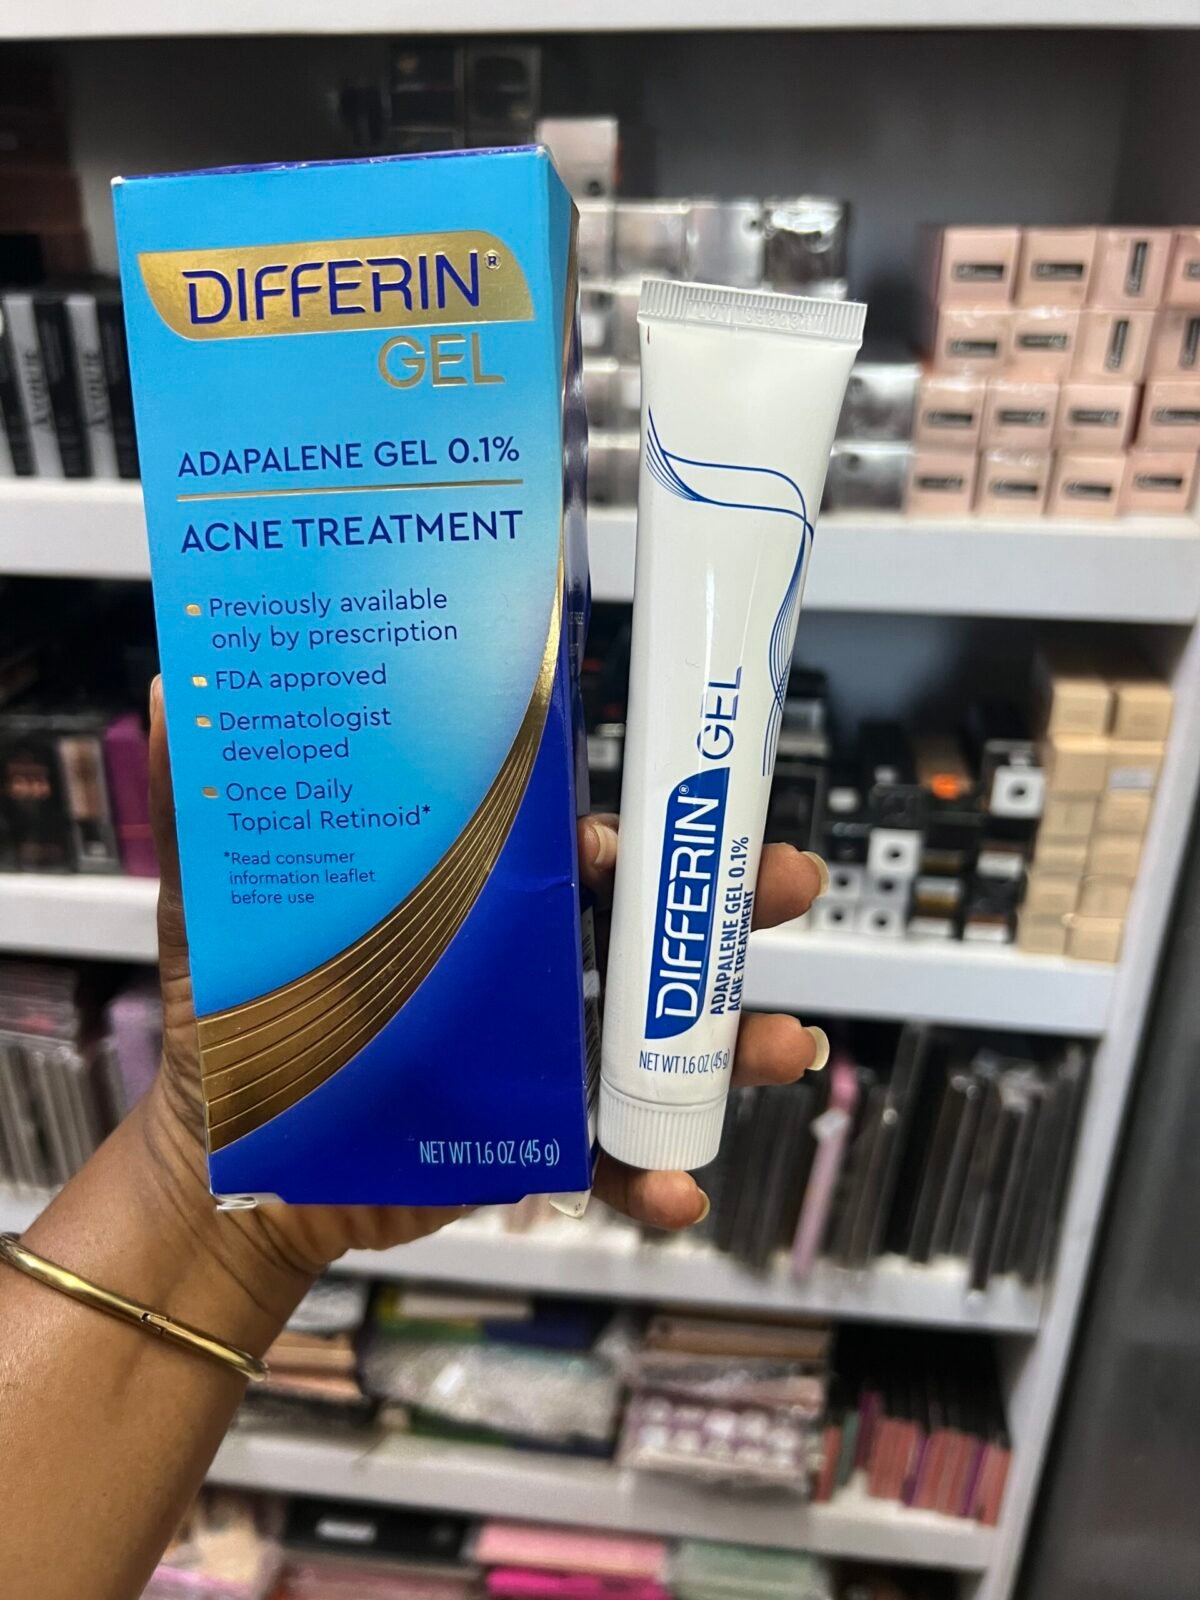 DIFFERIN®
GEL
ADAPALENE GEL 0.1%
ACNE TREATMENT
Previously available
only by prescription
FDA approved
Dermatologist
developed
Once Daily
Topical Retinoid*
*Read consumer
information leaflet
before use
NET WT 1.6 OZ (45 g)
DIFFERIN® GEL
ADAPALENE GEL 0.1%
ACNE TREATMENT
NET WT 1.6 OZ (45 g)